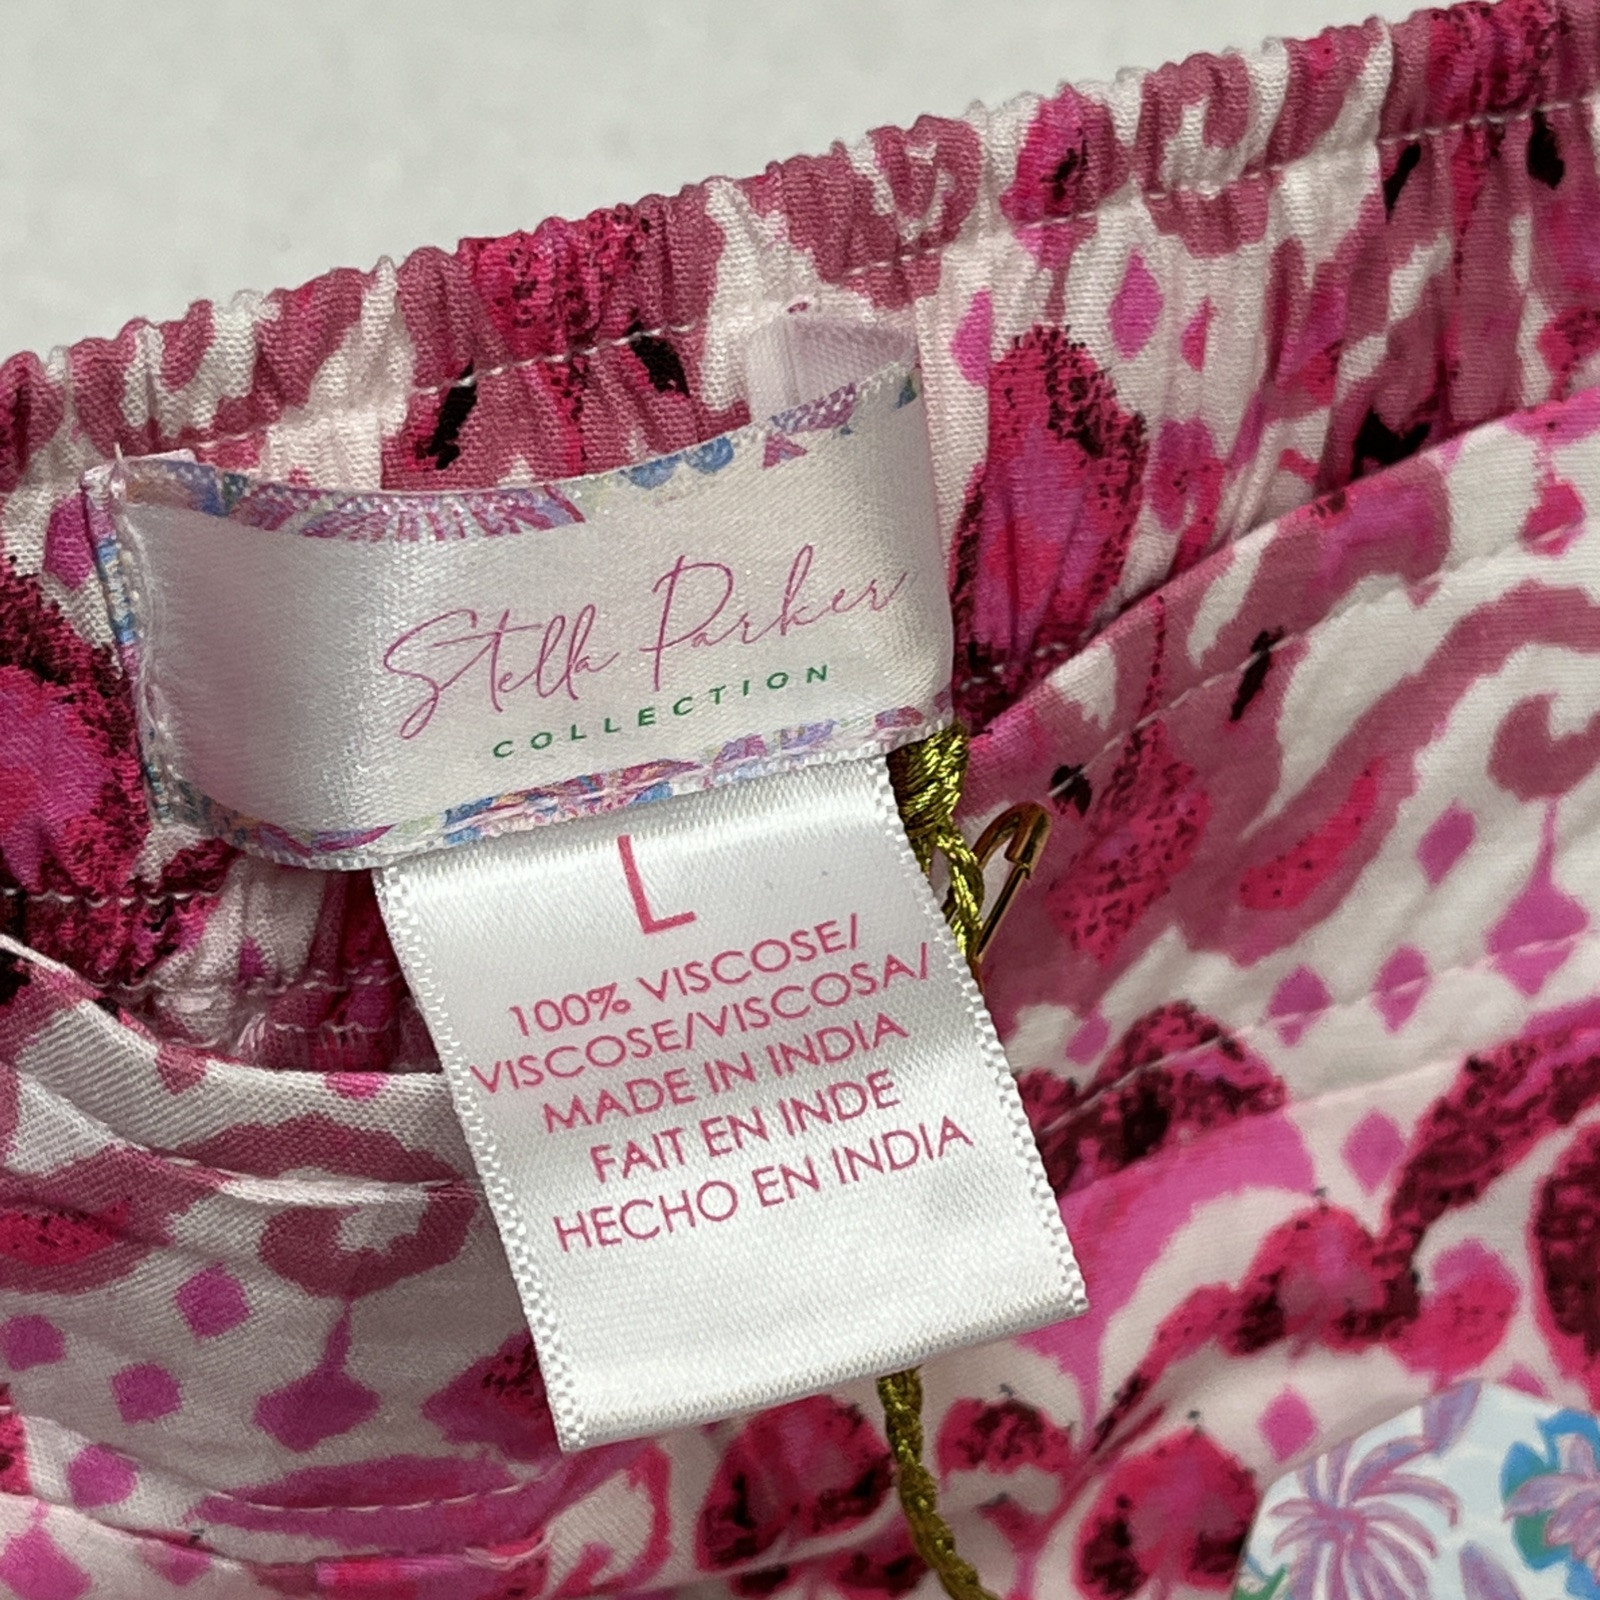 Stella Parker
COLLECTION
L
100% VISCOSE/
VISCOSE/VISCOSA/
MADE IN INDIA
FAIT EN INDE
HECHO EN INDIA